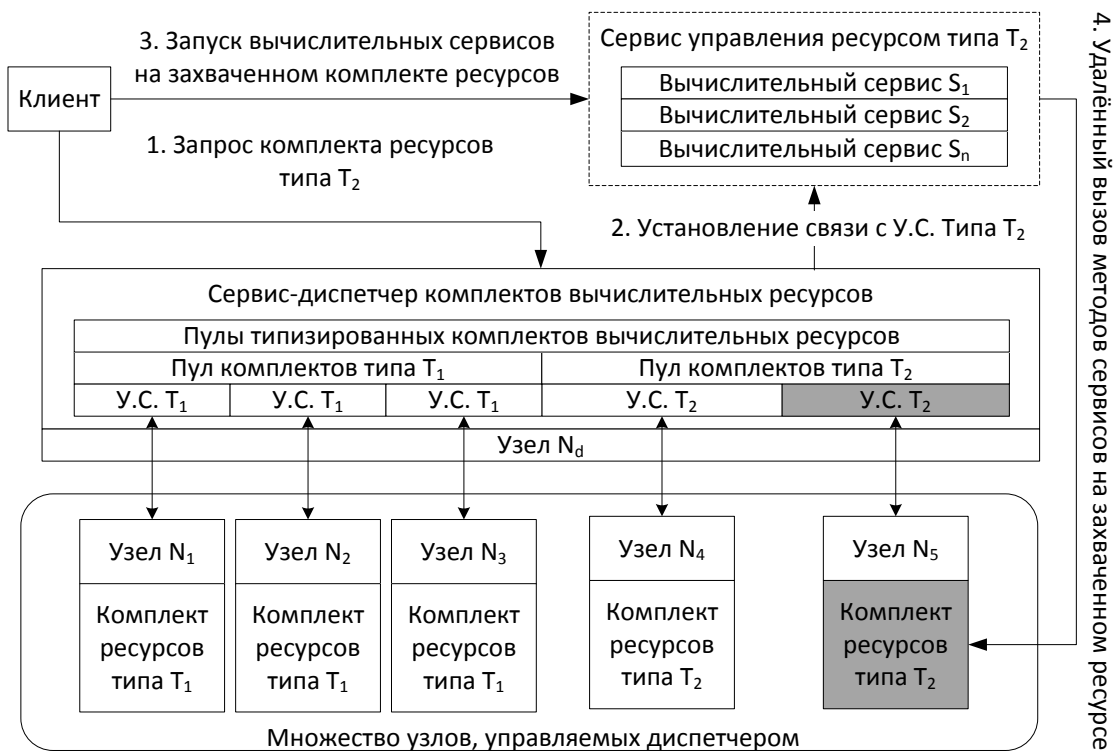 3. Запуск вычислительных сервисов
на захваченном комплекте ресурсов
Клиент
1. Запрос комплекта ресурсов
типа T₂
Сервис управления ресурсом типа T₂
Вычислительный сервис S₁
Вычислительный сервис S₂
Вычислительный сервис Sₙ
4. Удалённый вызов методов сервисов на захваченном ресурсе
2. Установление связи с У.С. Типа T₂
Сервис-диспетчер комплектов вычислительных ресурсов
Пулы типизированных комплектов вычислительных ресурсов
Пул комплектов типа T₁
Пул комплектов типа T₂
У.С. T₁
У.С. T₁
У.С. T₁
У.С. T₂
У.С. T₂
Узел N_d
Узел N₁
Комплект
ресурсов
типа T₁
Узел N₂
Комплект
ресурсов
типа T₁
Узел N₃
Комплект
ресурсов
типа T₁
Узел N₄
Комплект
ресурсов
типа T₂
Узел N₅
Комплект
ресурсов
типа T₂
Множество узлов, управляемых диспетчером